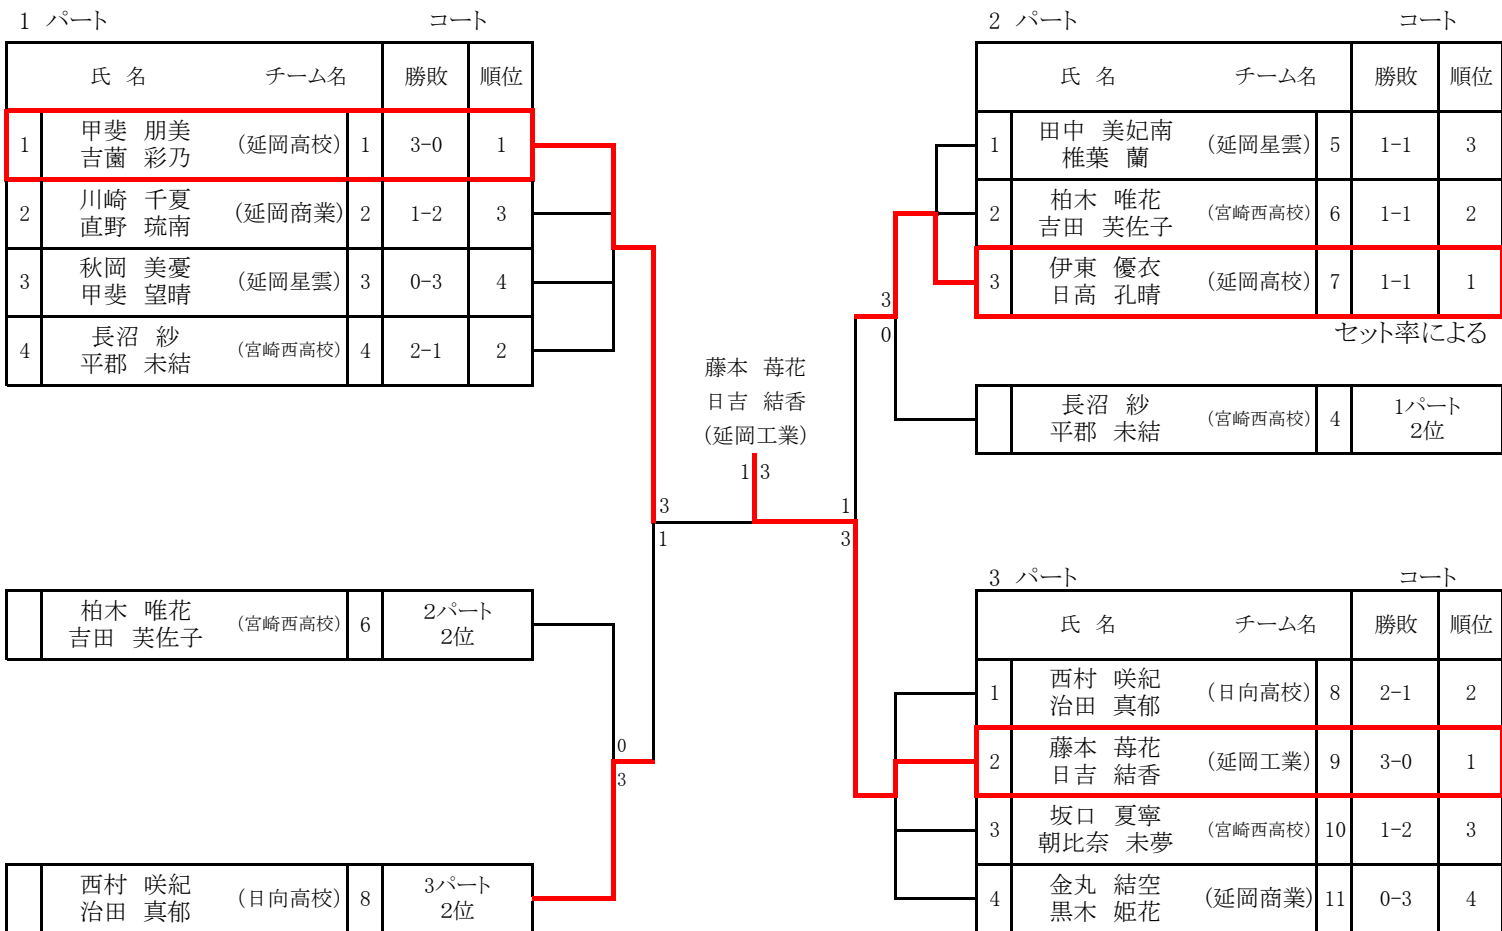 1 パート コート
氏 名 チーム名 勝敗 順位
1 甲斐 朋美 (延岡高校) 1 3-0 1
吉薗 彩乃
2 川崎 千夏 (延岡商業) 2 1-2 3
直野 琉南
3 秋岡 美憂 (延岡星雲) 3 0-3 4
甲斐 望晴
4 長沼 紗 (宮崎西高校) 4 2-1 2
平郡 未結
2 パート コート
氏 名 チーム名 勝敗 順位
1 田中 美妃南 (延岡星雲) 5 1-1 3
椎葉 蘭
2 柏木 唯花 (宮崎西高校) 6 1-1 2
吉田 芙佐子
3 伊東 優衣 (延岡高校) 7 1-1 1
日高 孔晴
セット率による
3
0
長沼 紗 (宮崎西高校) 4 1パート
平郡 未結 2位
藤本 苺花
日吉 結香
(延岡工業)
1 3
3
1
1
3
柏木 唯花 (宮崎西高校) 6 2パート
吉田 芙佐子 2位
0
3
西村 咲紀 (日向高校) 8 3パート
治田 真郁 2位
3 パート コート
氏 名 チーム名 勝敗 順位
1 西村 咲紀 (日向高校) 8 2-1 2
治田 真郁
2 藤本 苺花 (延岡工業) 9 3-0 1
日吉 結香
3 坂口 夏寧 (宮崎西高校) 10 1-2 3
朝比奈 未夢
4 金丸 結空 (延岡商業) 11 0-3 4
黒木 姫花